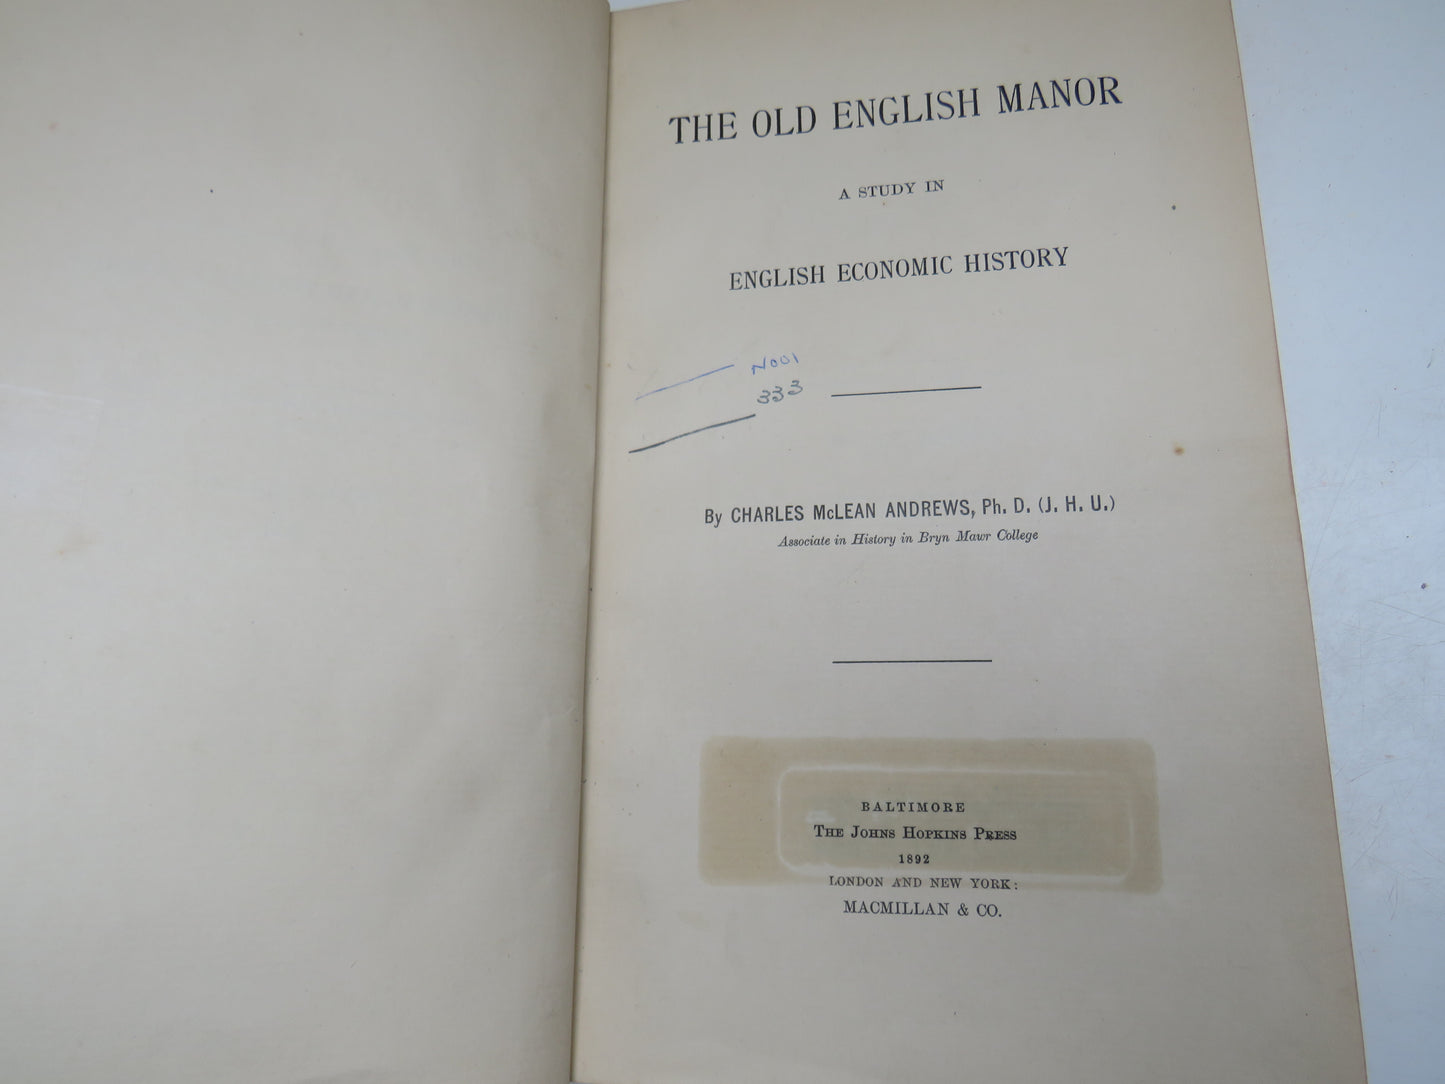 THE OLD ENGLISH MANOR
A STUDY IN
ENGLISH ECONOMIC HISTORY
N001
333
By CHARLES McLEAN ANDREWS, Ph. D. (J. H. U.)
Associate in History in Bryn Mawr College
BALTIMORE
THE JOHNS HOPKINS PRESS
1892
LONDON AND NEW YORK:
MACMILLAN & CO.